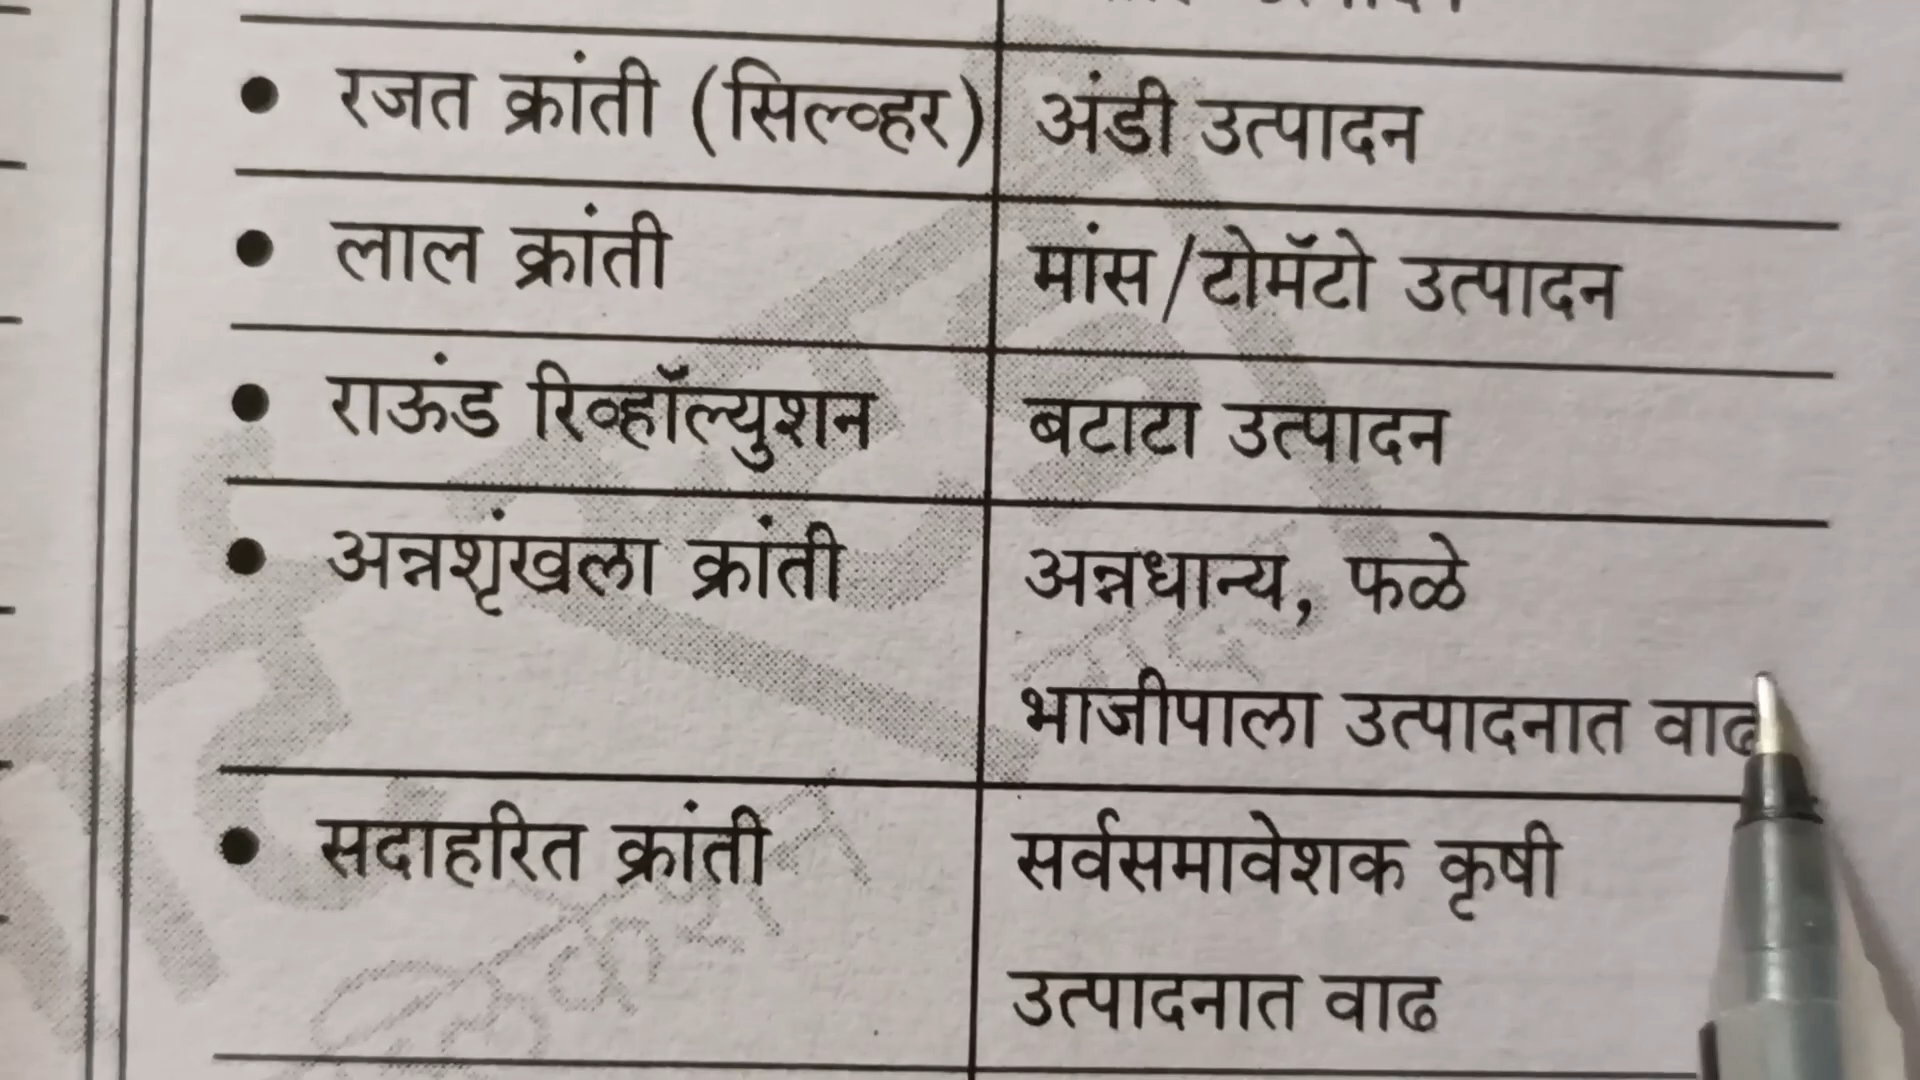 • रजत क्रांती (सिल्व्हर) अंडी उत्पादन
• लाल क्रांती मांस/टोमॅटो उत्पादन
• राऊंड रिव्हॉल्युशन बटाटा उत्पादन
• अन्नशृंखला क्रांती अन्नधान्य, फळे
भाजीपाला उत्पादनात वाढ
• सदाहरित क्रांती सर्वसमावेशक कृषी
उत्पादनात वाढ